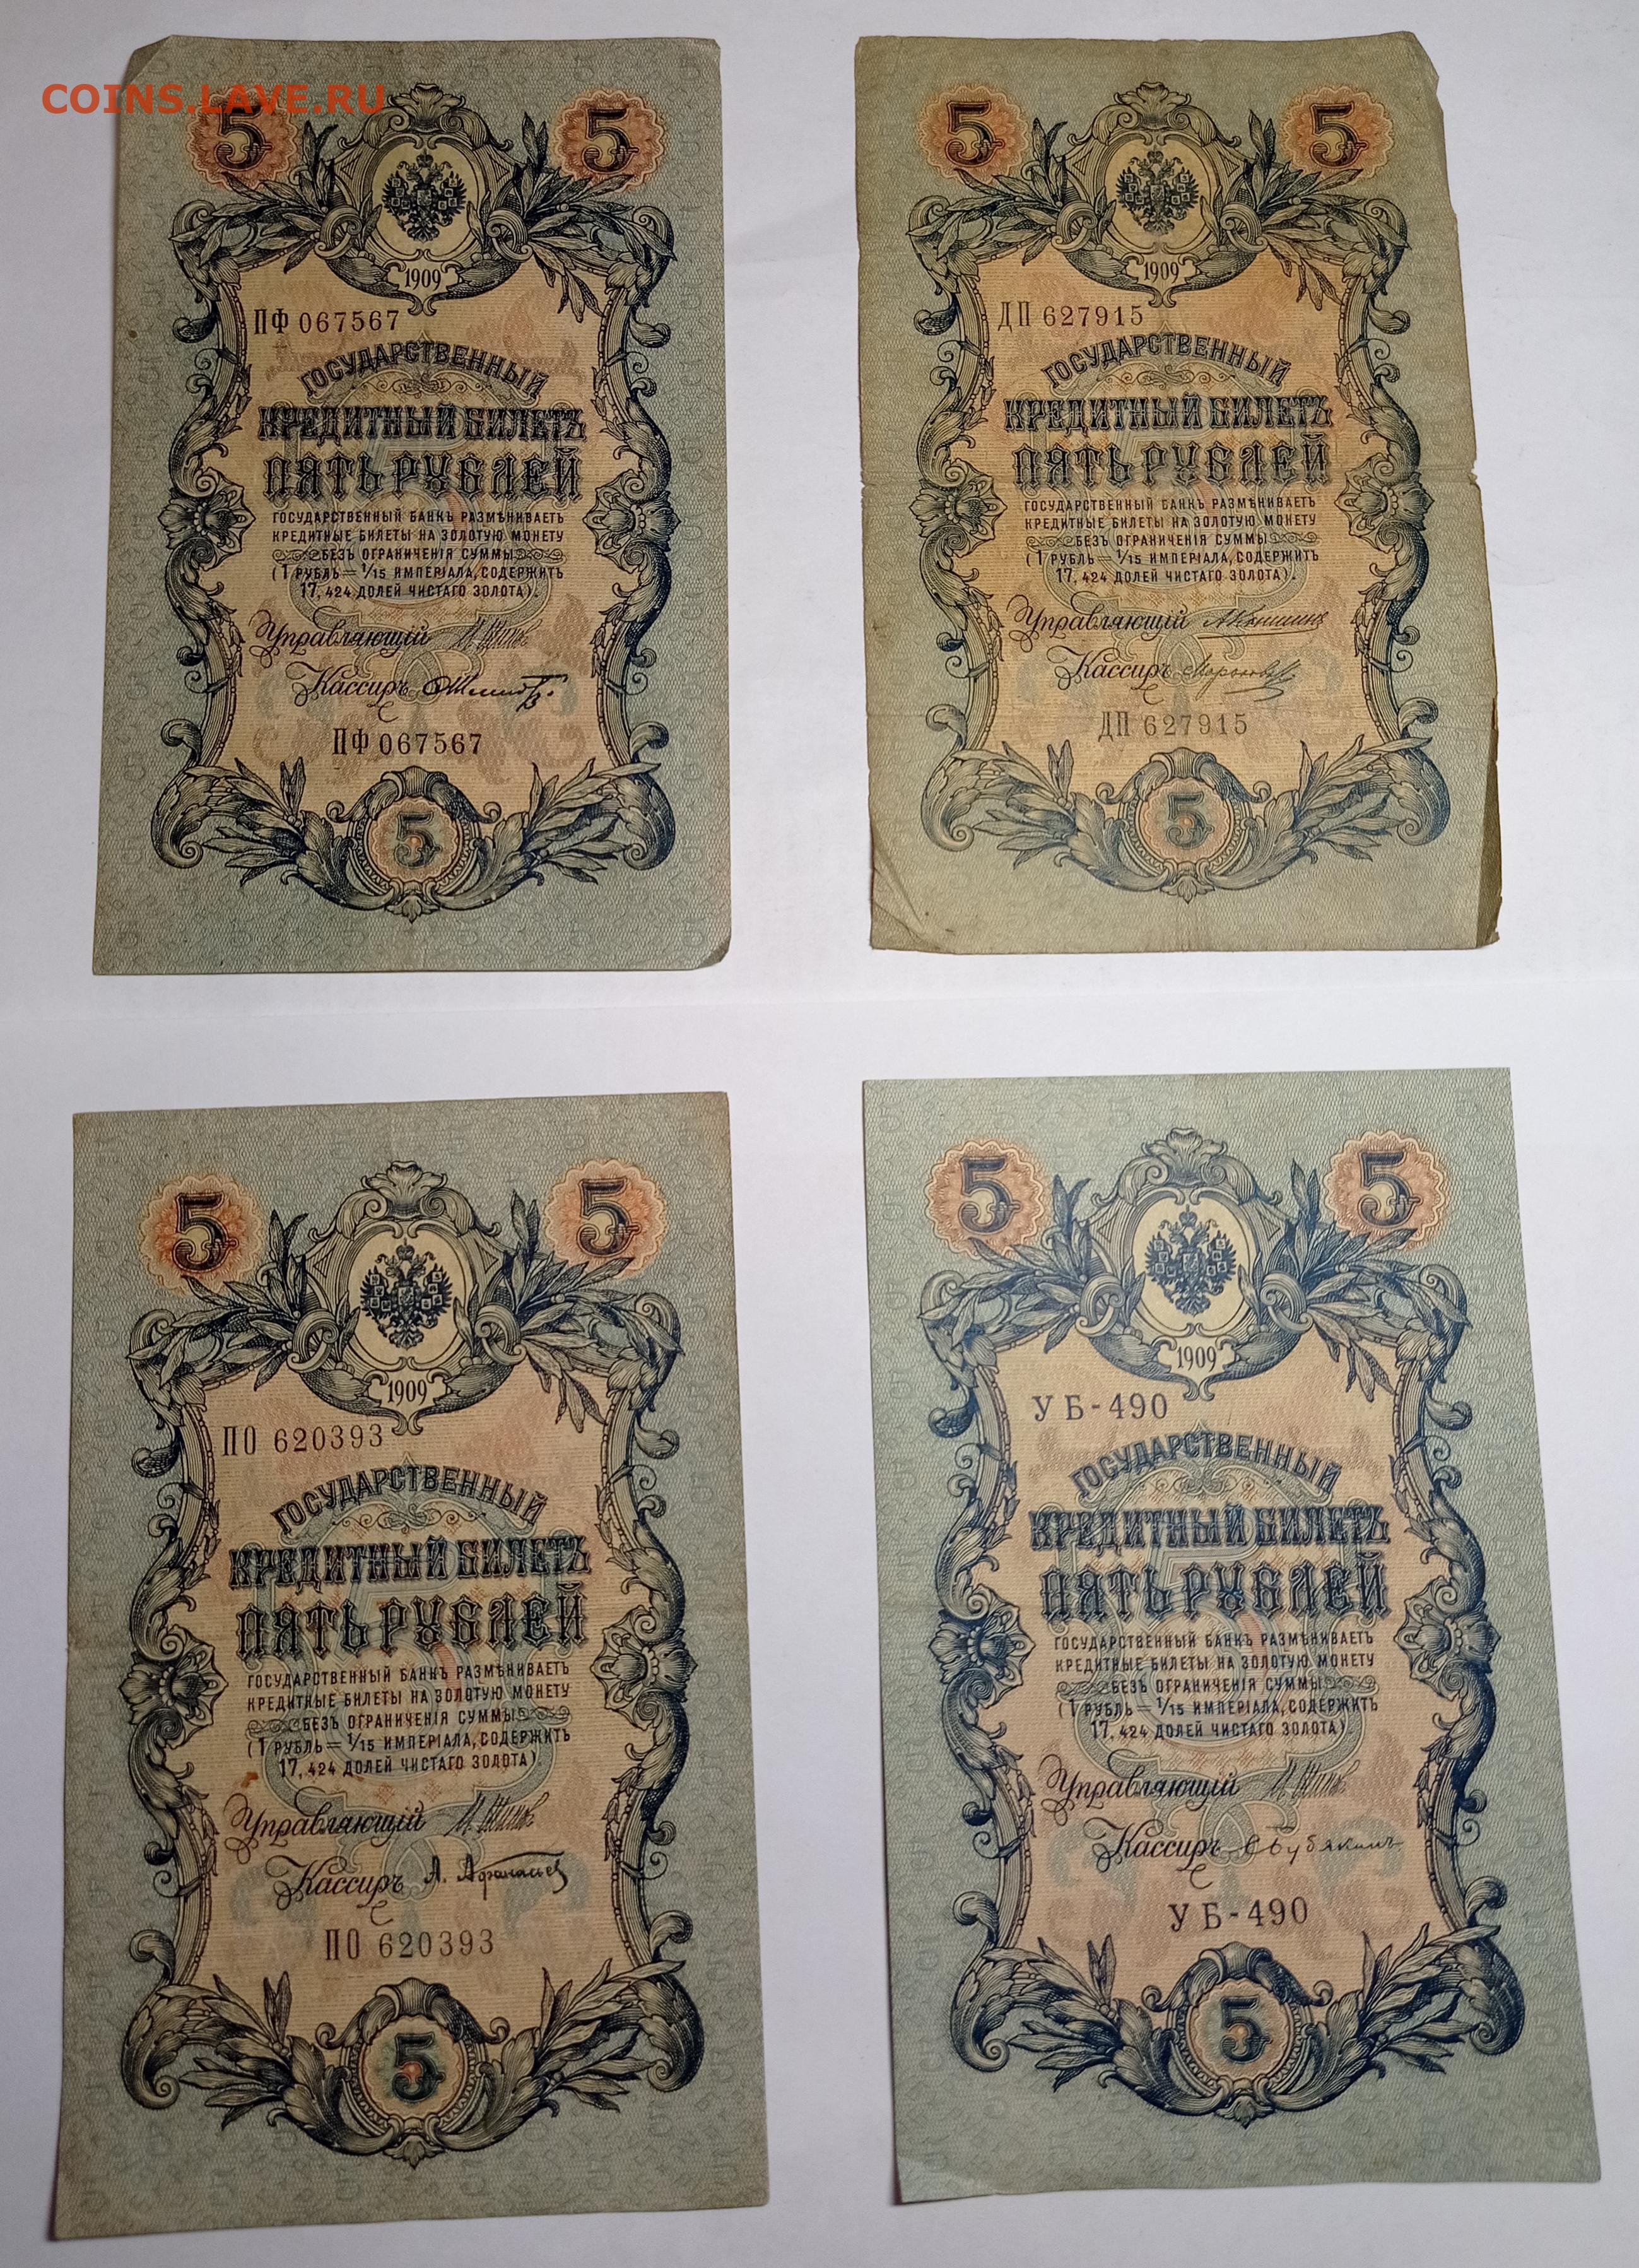 COINS.LAVE.RU
5 5
1909
ПФ 067567
ГОСУДАРСТВЕННЫЙ
КРЕДИТНЫЙ БИЛЕТЪ
ПЯТЬ РУБЛЕЙ
ГОСУДАРСТВЕННЫЙ БАНКЪ РАЗМѢНИВАЕТЪ
КРЕДИТНЫЕ БИЛЕТЫ НА ЗОЛОТУЮ МОНЕТУ
БЕЗЪ ОГРАНИЧЕНІЯ СУММЫ
(1 РУБЛЬ = 1/15 ИМПЕРІАЛА, СОДЕРЖИТЪ
17,424 ДОЛЕЙ ЧИСТАГО ЗОЛОТА).
Управляющій И. Шиповъ
Кассиръ
ПФ 067567
5
5 5
1909
ДП 627915
ГОСУДАРСТВЕННЫЙ
КРЕДИТНЫЙ БИЛЕТЪ
ПЯТЬ РУБЛЕЙ
ГОСУДАРСТВЕННЫЙ БАНКЪ РАЗМѢНИВАЕТЪ
КРЕДИТНЫЕ БИЛЕТЫ НА ЗОЛОТУЮ МОНЕТУ
БЕЗЪ ОГРАНИЧЕНІЯ СУММЫ
(1 РУБЛЬ = 1/15 ИМПЕРІАЛА, СОДЕРЖИТЪ
17,424 ДОЛЕЙ ЧИСТАГО ЗОЛОТА).
Управляющій А. Коншинъ
Кассиръ
ДП 627915
5
5 5
1909
ПО 620393
ГОСУДАРСТВЕННЫЙ
КРЕДИТНЫЙ БИЛЕТЪ
ПЯТЬ РУБЛЕЙ
ГОСУДАРСТВЕННЫЙ БАНКЪ РАЗМѢНИВАЕТЪ
КРЕДИТНЫЕ БИЛЕТЫ НА ЗОЛОТУЮ МОНЕТУ
БЕЗЪ ОГРАНИЧЕНІЯ СУММЫ
(1 РУБЛЬ = 1/15 ИМПЕРІАЛА, СОДЕРЖИТЪ
17,424 ДОЛЕЙ ЧИСТАГО ЗОЛОТА).
Управляющій И. Шиповъ
Кассиръ А. Афанасьев
ПО 620393
5
5 5
1909
УБ-490
ГОСУДАРСТВЕННЫЙ
КРЕДИТНЫЙ БИЛЕТЪ
ПЯТЬ РУБЛЕЙ
ГОСУДАРСТВЕННЫЙ БАНКЪ РАЗМѢНИВАЕТЪ
КРЕДИТНЫЕ БИЛЕТЫ НА ЗОЛОТУЮ МОНЕТУ
БЕЗЪ ОГРАНИЧЕНІЯ СУММЫ
(1 РУБЛЬ = 1/15 ИМПЕРІАЛА, СОДЕРЖИТЪ
17,424 ДОЛЕЙ ЧИСТАГО ЗОЛОТА).
Управляющій И. Шиповъ
Кассиръ С Бубякинъ
УБ-490
5